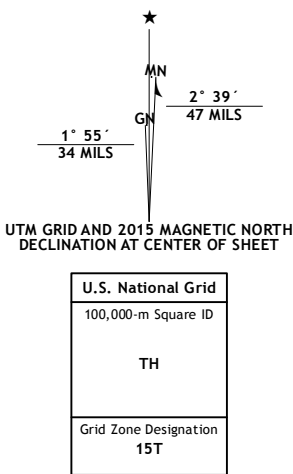 ★
MN
GN
2° 39´
47 MILS
1° 55´
34 MILS
UTM GRID AND 2015 MAGNETIC NORTH
DECLINATION AT CENTER OF SHEET
U.S. National Grid
100,000-m Square ID
TH
Grid Zone Designation
15T